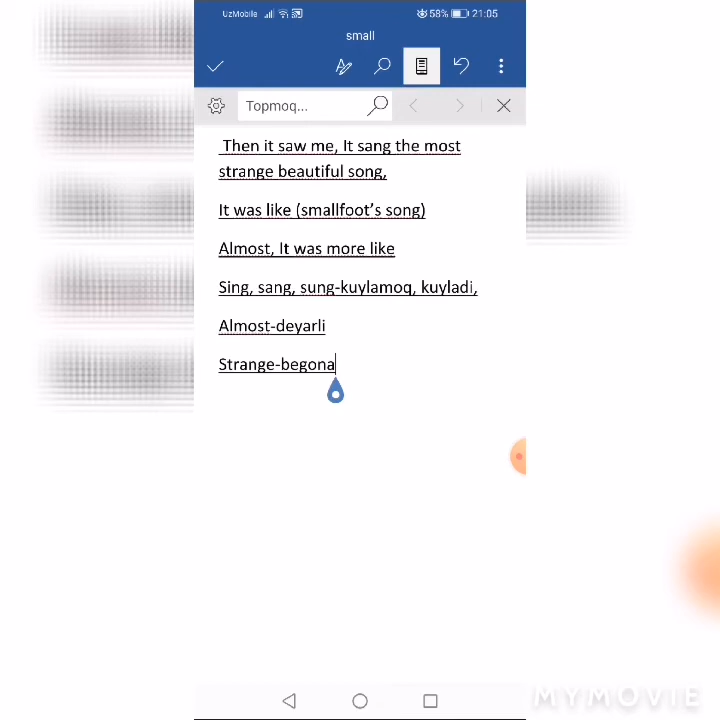 UzMobile 58% 21:05
small
Topmoq...
Then it saw me, It sang the most
strange beautiful song,
It was like (smallfoot's song)
Almost, It was more like
Sing, sang, sung-kuylamoq, kuyladi,
Almost-deyarli
Strange-begona
MYMOVIE